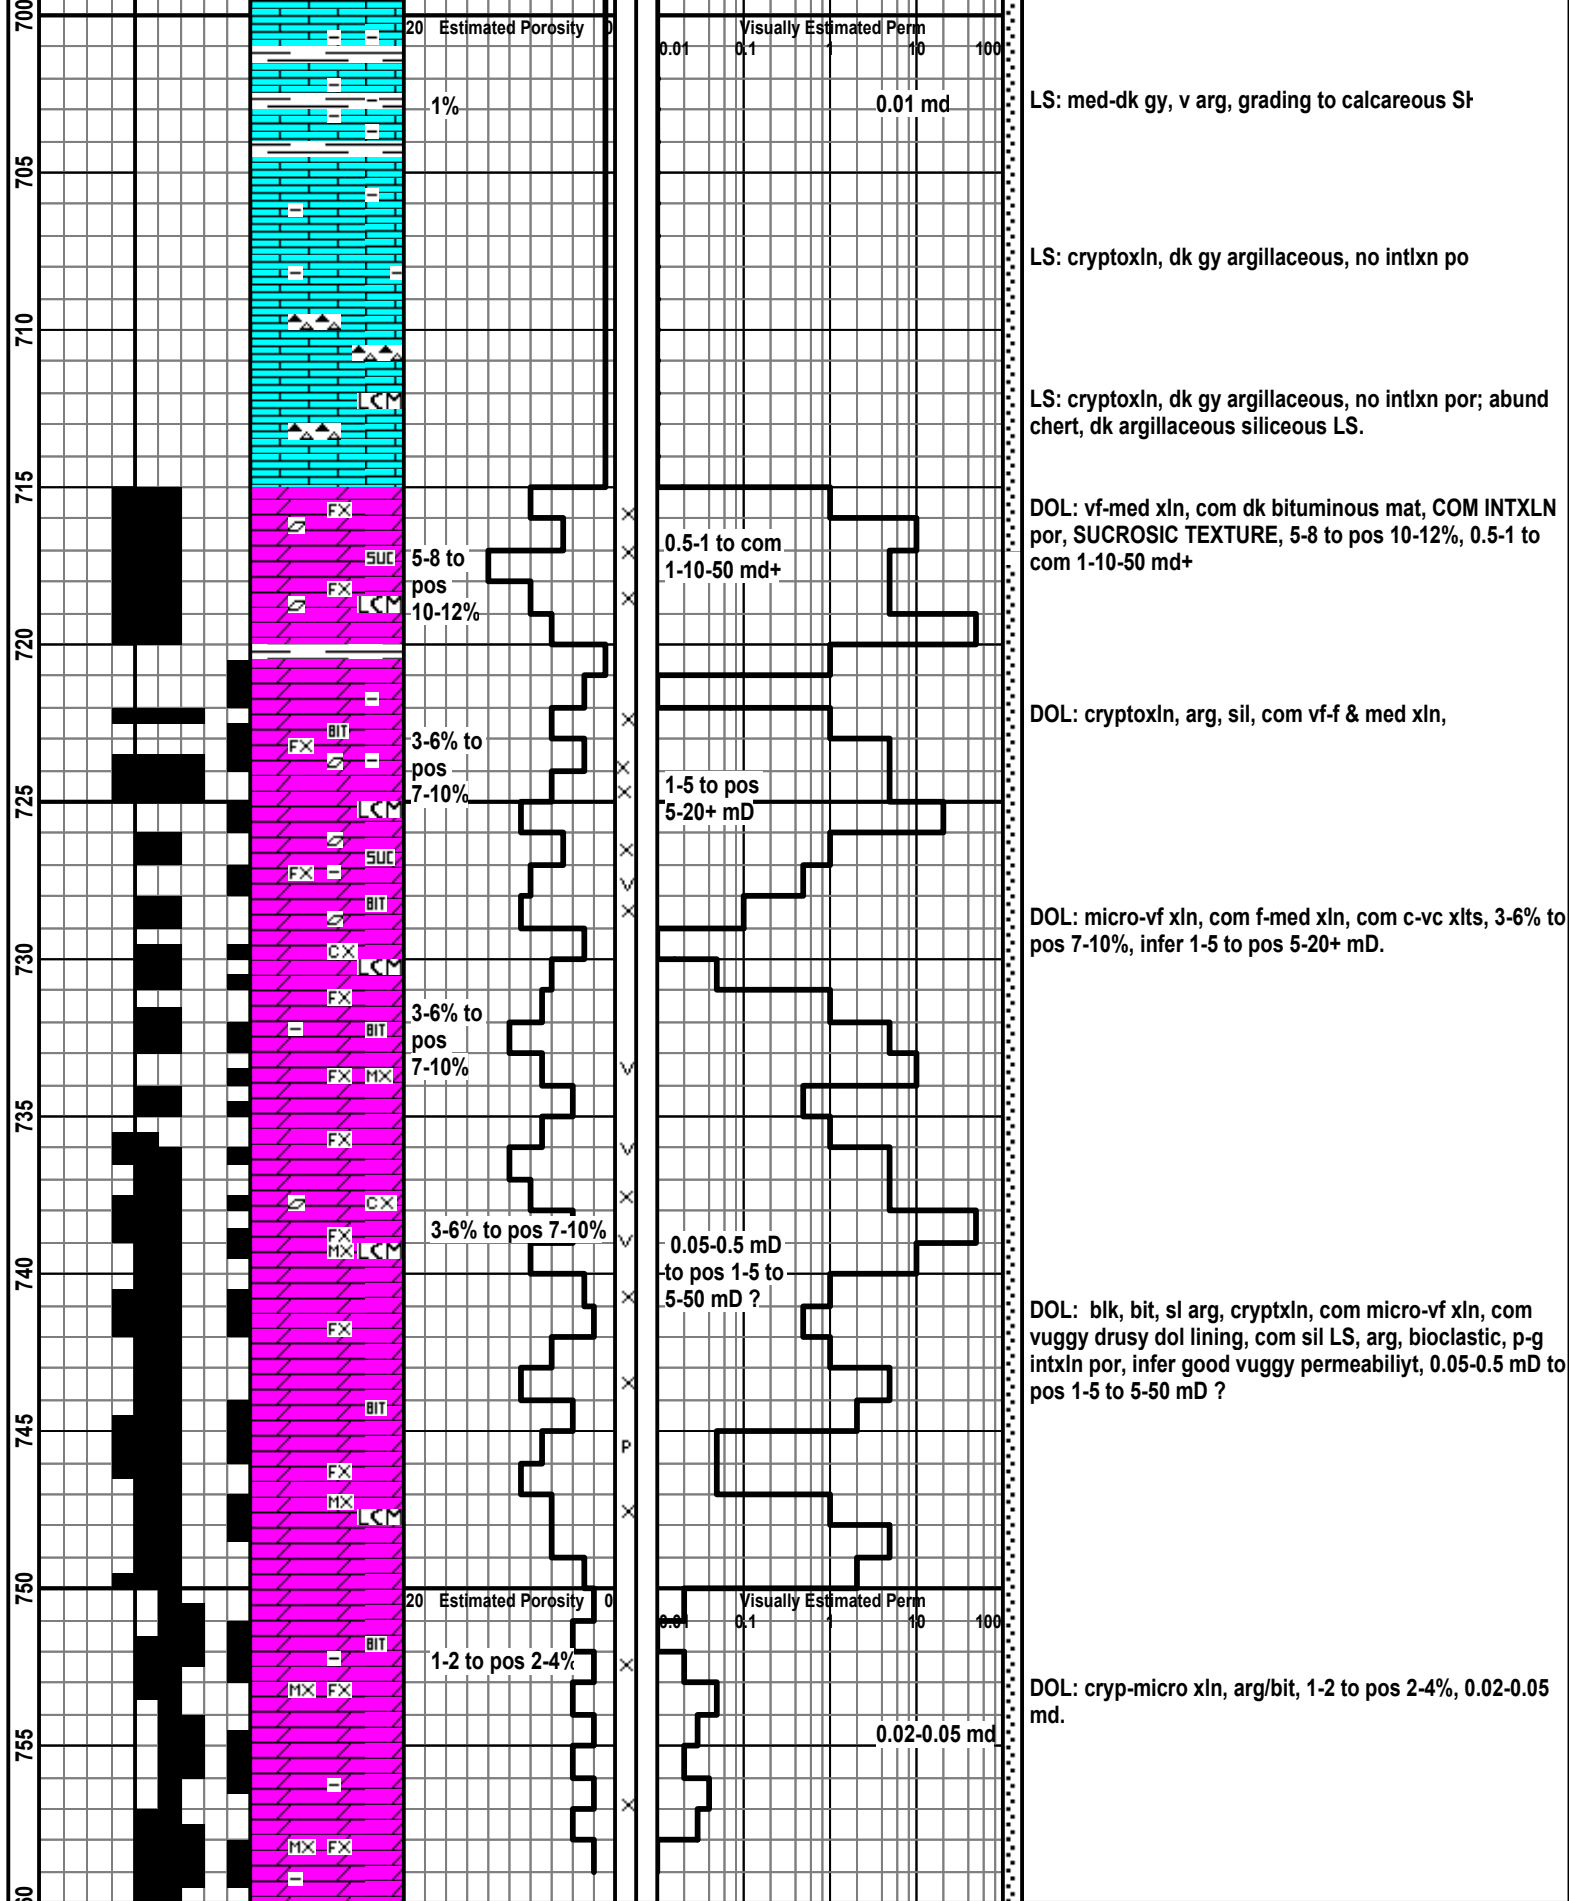 700
20 Estimated Porosity 0
Visually Estimated Perm
0.01 0.1 1 10 100
1%
0.01 md
LS: med-dk gy, v arg, grading to calcareous SH
705
LS: cryptoxln, dk gy argillaceous, no intlxn po
710
LCM
LS: cryptoxln, dk gy argillaceous, no intlxn por; abund
chert, dk argillaceous siliceous LS.
715
FX
SUC
FX
LCM
5-8 to
pos
10-12%
X
X
X
0.5-1 to com
1-10-50 md+
DOL: vf-med xln, com dk bituminous mat, COM INTXLN
por, SUCROSIC TEXTURE, 5-8 to pos 10-12%, 0.5-1 to
com 1-10-50 md+
720
BIT
FX
3-6% to
pos
7-10%
X
X
X
1-5 to pos
5-20+ mD
DOL: cryptoxln, arg, sil, com vf-f & med xln,
725
LCM
SUC
FX
BIT
X
V
X
DOL: micro-vf xln, com f-med xln, com c-vc xlts, 3-6% to
pos 7-10%, infer 1-5 to pos 5-20+ mD.
730
CX
LCM
FX
BIT
FX MX
3-6% to
pos
7-10%
V
735
FX
CX
FX
MX LCM
V
X
V
3-6% to pos 7-10%
0.05-0.5 mD
to pos 1-5 to
5-50 mD ?
740
X
FX
X
BIT
DOL: blk, bit, sl arg, cryptxln, com micro-vf xln, com
vuggy drusy dol lining, com sil LS, arg, bioclastic, p-g
intxln por, infer good vuggy permeabiliyt, 0.05-0.5 mD to
pos 1-5 to 5-50 mD ?
745
P
FX
MX
LCM
X
750
20 Estimated Porosity 0
Visually Estimated Perm
0.01 0.1 1 10 100
BIT
1-2 to pos 2-4%
X
MX FX
0.02-0.05 md
DOL: cryp-micro xln, arg/bit, 1-2 to pos 2-4%, 0.02-0.05
md.
755
X
MX FX
60